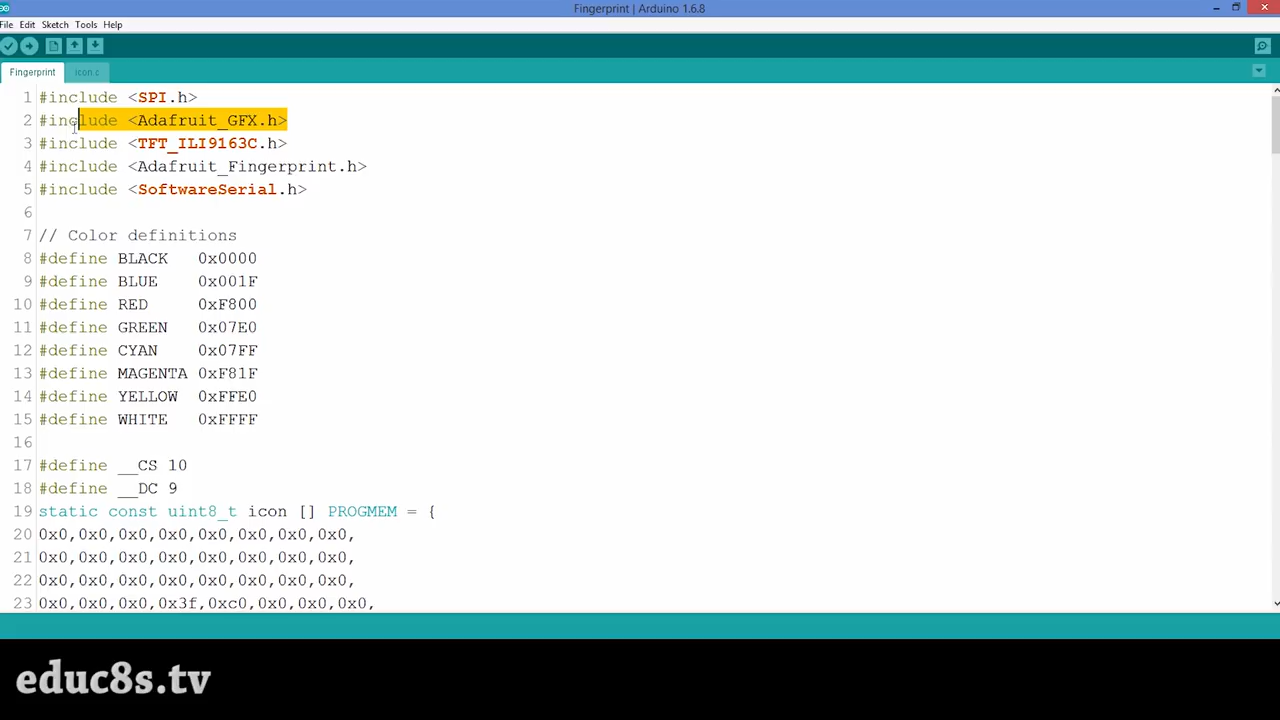 Fingerprint | Arduino 1.6.8
File Edit Sketch Tools Help
Fingerprint icon.c
1 #include <SPI.h>
2 #include <Adafruit_GFX.h>
3 #include <TFT_ILI9163C.h>
4 #include <Adafruit_Fingerprint.h>
5 #include <SoftwareSerial.h>
6
7 // Color definitions
8 #define BLACK   0x0000
9 #define BLUE    0x001F
10 #define RED     0xF800
11 #define GREEN   0x07E0
12 #define CYAN    0x07FF
13 #define MAGENTA 0xF81F
14 #define YELLOW  0xFFE0
15 #define WHITE   0xFFFF
16
17 #define __CS 10
18 #define __DC 9
19 static const uint8_t icon [] PROGMEM = {
20 0x0,0x0,0x0,0x0,0x0,0x0,0x0,0x0,
21 0x0,0x0,0x0,0x0,0x0,0x0,0x0,0x0,
22 0x0,0x0,0x0,0x0,0x0,0x0,0x0,0x0,
23 0x0,0x0,0x0,0x3f,0xc0,0x0,0x0,0x0,
educ8s.tv